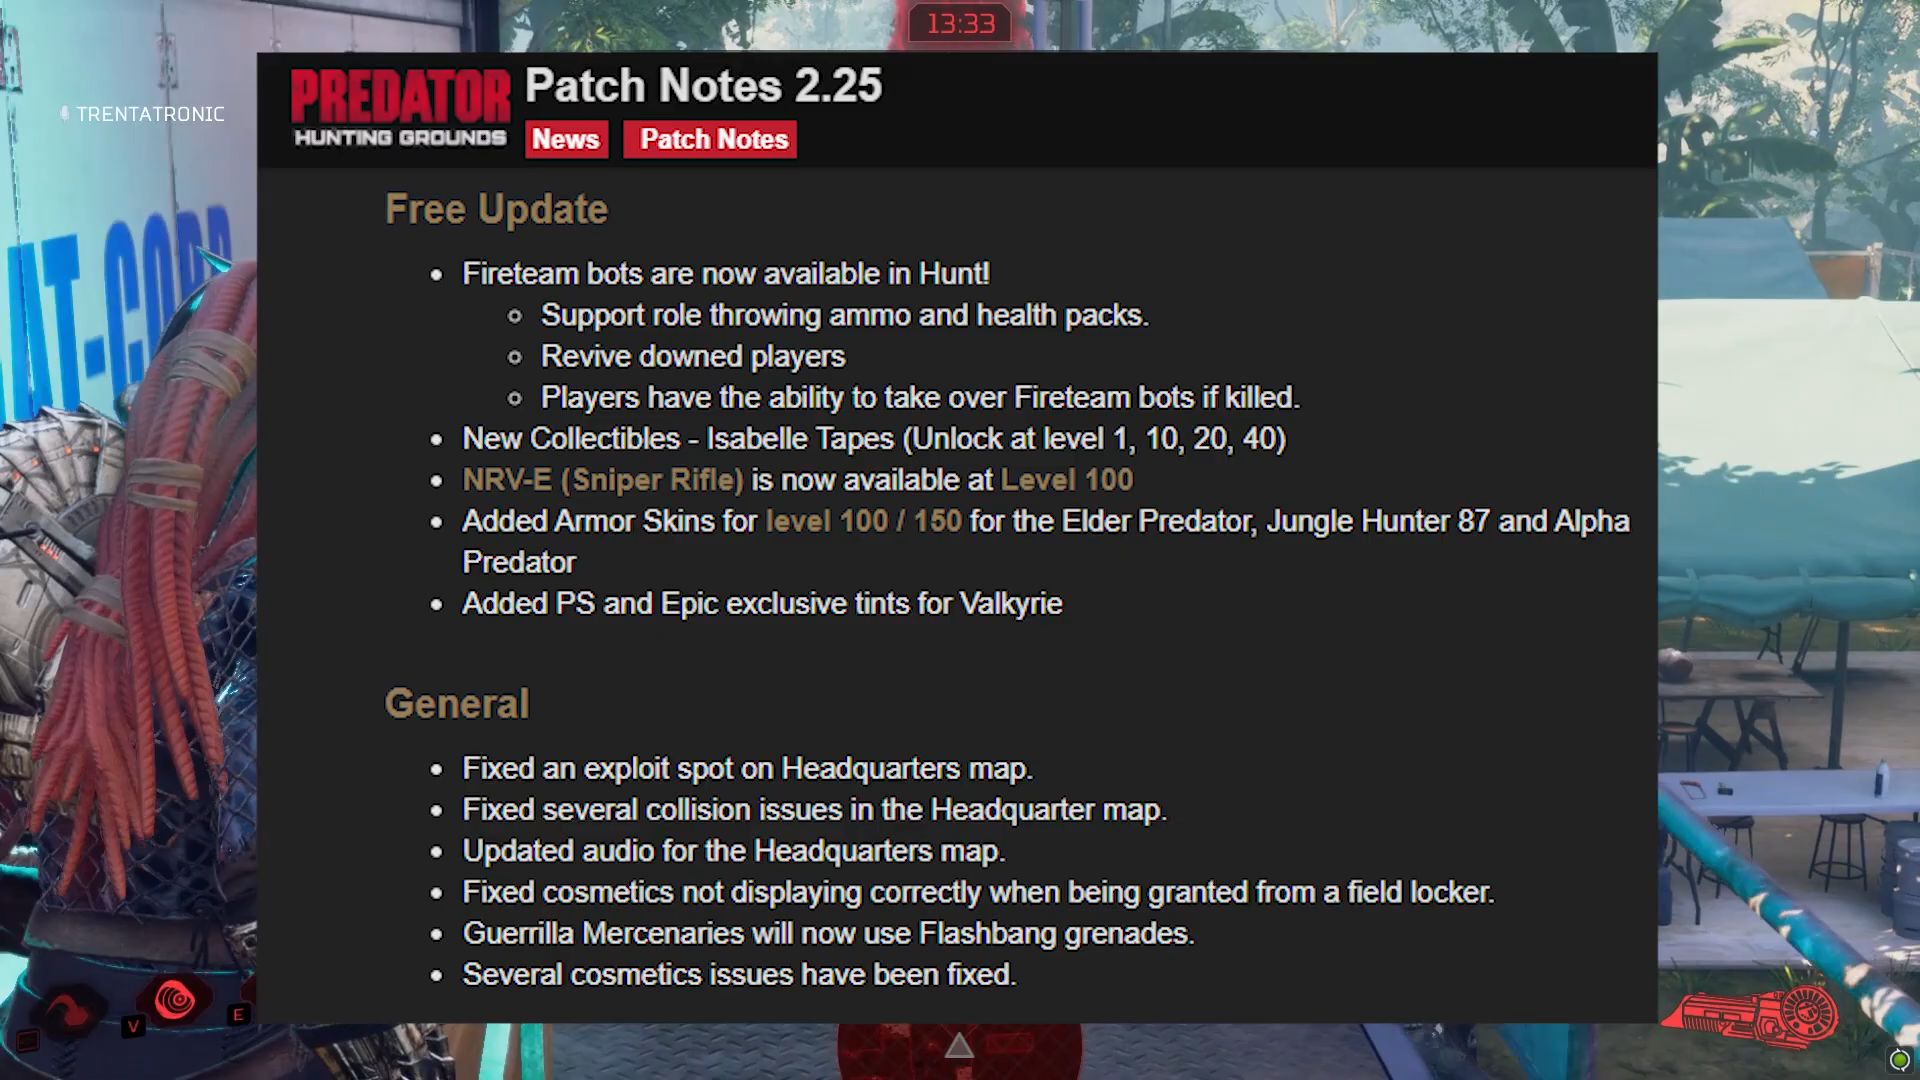 13:33
TRENTATRONIC
PREDATOR
HUNTING GROUNDS
Patch Notes 2.25
News
Patch Notes
AT-CORP
Free Update
• Fireteam bots are now available in Hunt!
○ Support role throwing ammo and health packs.
○ Revive downed players
○ Players have the ability to take over Fireteam bots if killed.
• New Collectibles - Isabelle Tapes (Unlock at level 1, 10, 20, 40)
• NRV-E (Sniper Rifle) is now available at Level 100
• Added Armor Skins for level 100 / 150 for the Elder Predator, Jungle Hunter 87 and Alpha
Predator
• Added PS and Epic exclusive tints for Valkyrie
General
• Fixed an exploit spot on Headquarters map.
• Fixed several collision issues in the Headquarter map.
• Updated audio for the Headquarters map.
• Fixed cosmetics not displaying correctly when being granted from a field locker.
• Guerrilla Mercenaries will now use Flashbang grenades.
• Several cosmetics issues have been fixed.
V
E